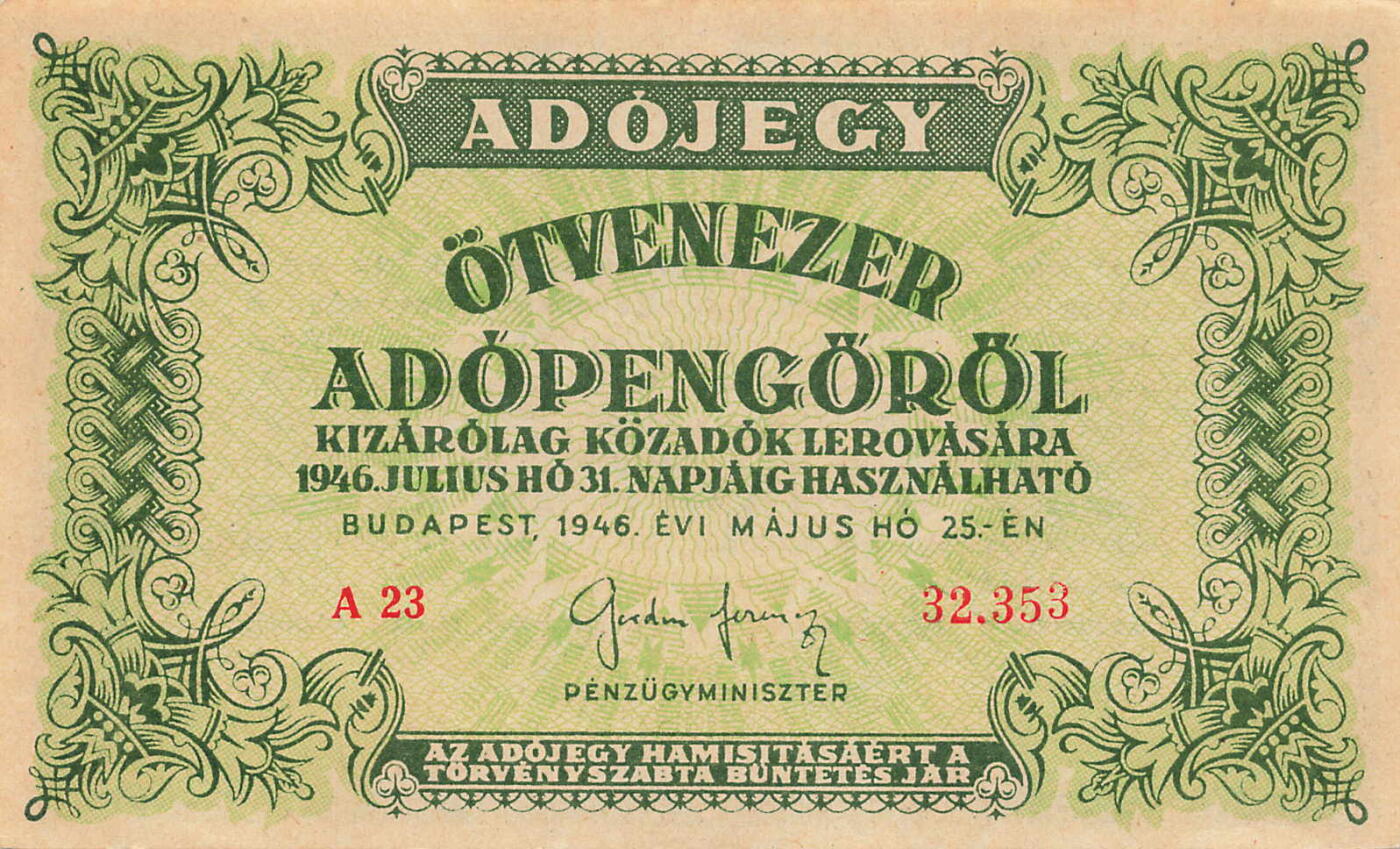 ADÓJEGY
ÖTVENEZER
ADÓPENGŐRŐL
KIZÁRÓLAG KÖZADÓK LEROVÁSÁRA
1946. JULIUS HÓ 31. NAPJÁIG HASZNÁLHATÓ
BUDAPEST, 1946. ÉVI MÁJUS HÓ 25.-ÉN
A 23
Gordon Ferenc
32.353
PÉNZÜGYMINISZTER
AZ ADÓJEGY HAMISITÁSÁÉRT A
TÖRVÉNYSZABTA BÜNTETÉS JÁR